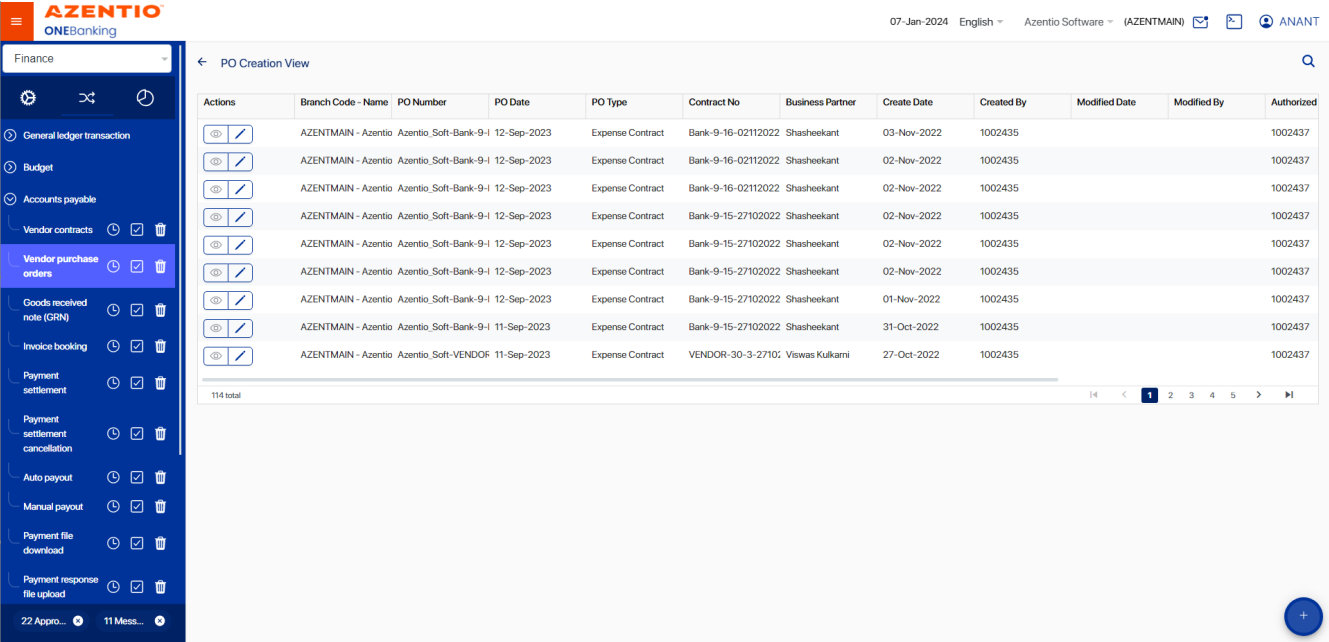 AZENTIO
ONEBanking
07-Jan-2024 English Azentio Software (AZENTMAIN) ANANT
Finance
General ledger transaction
Budget
Accounts payable
Vendor contracts
Vendor purchase
orders
Goods received
note (GRN)
Invoice booking
Payment
settlement
Payment
settlement
cancellation
Auto payout
Manual payout
Payment file
download
Payment response
file upload
22 Appro...
11 Mess...
PO Creation View
Actions Branch Code - Name PO Number PO Date PO Type Contract No Business Partner Create Date Created By Modified Date Modified By Authorized
AZENTMAIN - Azentio Azentio_Soft-Bank-9- 12-Sep-2023 Expense Contract Bank-9-16-02112022 Shasheekant 03-Nov-2022 1002435 1002437
AZENTMAIN - Azentio Azentio_Soft-Bank-9- 12-Sep-2023 Expense Contract Bank-9-16-02112022 Shasheekant 02-Nov-2022 1002435 1002437
AZENTMAIN - Azentio Azentio_Soft-Bank-9- 12-Sep-2023 Expense Contract Bank-9-16-02112022 Shasheekant 02-Nov-2022 1002435 1002437
AZENTMAIN - Azentio Azentio_Soft-Bank-9- 12-Sep-2023 Expense Contract Bank-9-15-27102022 Shasheekant 02-Nov-2022 1002435 1002437
AZENTMAIN - Azentio Azentio_Soft-Bank-9- 12-Sep-2023 Expense Contract Bank-9-15-27102022 Shasheekant 02-Nov-2022 1002435 1002437
AZENTMAIN - Azentio Azentio_Soft-Bank-9- 12-Sep-2023 Expense Contract Bank-9-15-27102022 Shasheekant 02-Nov-2022 1002435 1002437
AZENTMAIN - Azentio Azentio_Soft-Bank-9- 12-Sep-2023 Expense Contract Bank-9-15-27102022 Shasheekant 01-Nov-2022 1002435 1002437
AZENTMAIN - Azentio Azentio_Soft-Bank-9- 11-Sep-2023 Expense Contract Bank-9-15-27102022 Shasheekant 31-Oct-2022 1002435 1002437
AZENTMAIN - Azentio Azentio_Soft-VENDOR 11-Sep-2023 Expense Contract VENDOR-30-3-2710 Viswas Kulkarni 27-Oct-2022 1002435 1002437
114 total
1 2 3 4 5